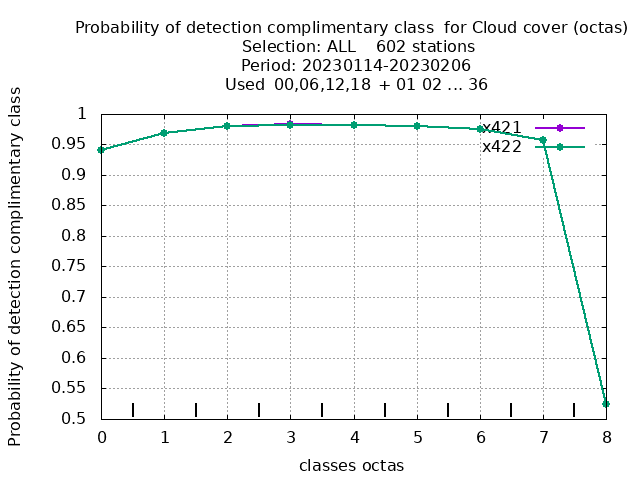 Probability of detection complimentary class  for Cloud cover (octas)
Selection: ALL    602 stations
Period: 20230114-20230206
Used  00,06,12,18 + 01 02 ... 36
Probability of detection complimentary class
1
0.95
0.9
0.85
0.8
0.75
0.7
0.65
0.6
0.55
0.5
x421
x422
0 1 2 3 4 5 6 7 8
classes octas